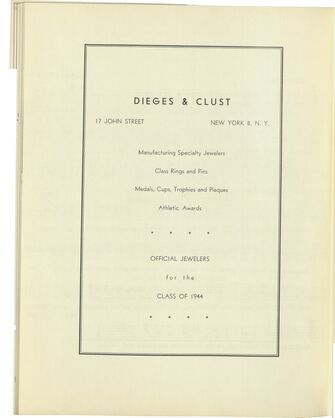 DIEGES & CLUST
17 JOHN STREET NEW YORK 8, N. Y.
Manufacturing Specialty Jewelers
Class Rings and Pins
Medals, Cups, Trophies and Plaques
Athletic Awards
* * * *
OFFICIAL JEWELERS
for the
CLASS OF 1944
* * * *